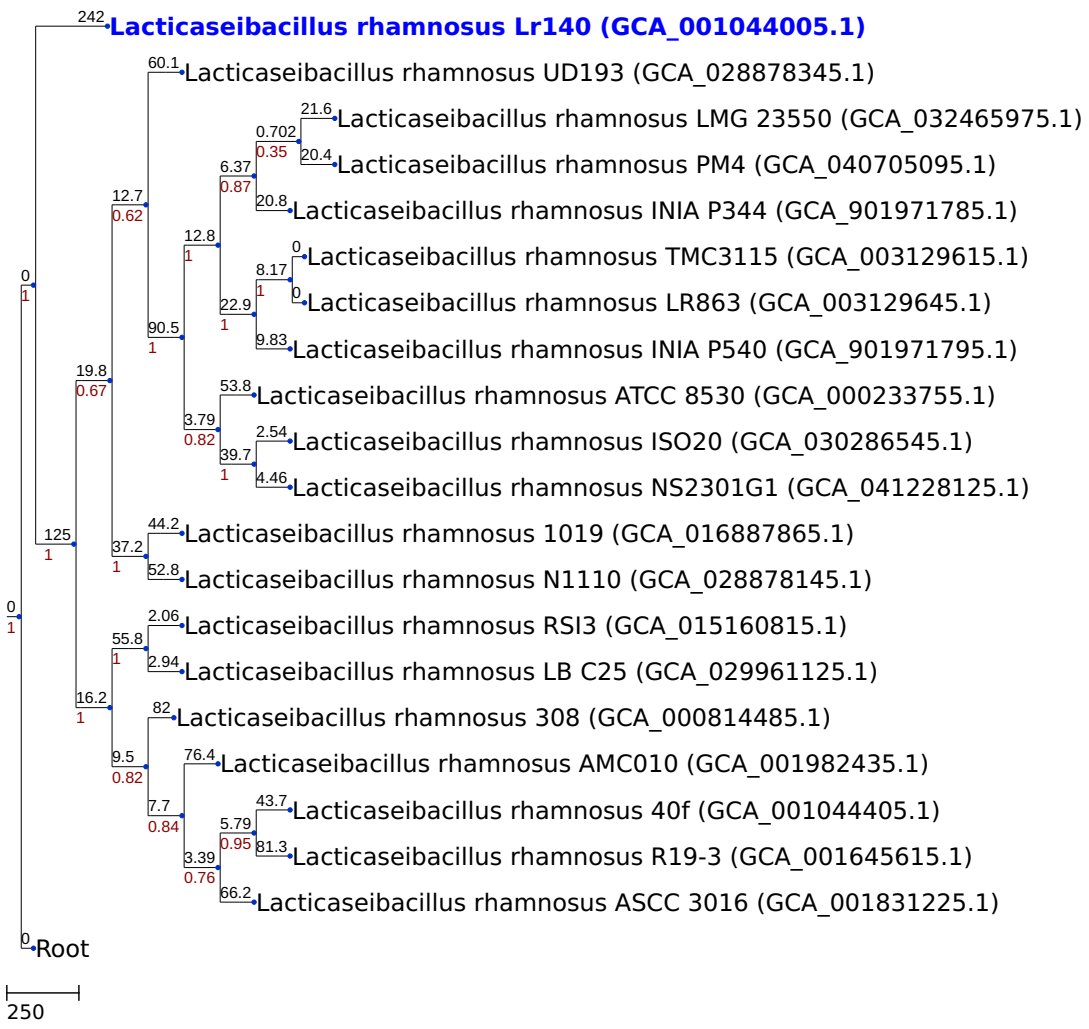 242
Lacticaseibacillus rhamnosus Lr140 (GCA_001044005.1)
60.1
Lacticaseibacillus rhamnosus UD193 (GCA_028878345.1)
21.6
Lacticaseibacillus rhamnosus LMG 23550 (GCA_032465975.1)
0.702
0.35
20.4
Lacticaseibacillus rhamnosus PM4 (GCA_040705095.1)
6.37
0.87
12.7
0.62
20.8
Lacticaseibacillus rhamnosus INIA P344 (GCA_901971785.1)
12.8
1
0
Lacticaseibacillus rhamnosus TMC3115 (GCA_003129615.1)
8.17
1
0
1
0
Lacticaseibacillus rhamnosus LR863 (GCA_003129645.1)
22.9
1
90.5
1
9.83
Lacticaseibacillus rhamnosus INIA P540 (GCA_901971795.1)
19.8
0.67
53.8
Lacticaseibacillus rhamnosus ATCC 8530 (GCA_000233755.1)
3.79
0.82
2.54
Lacticaseibacillus rhamnosus ISO20 (GCA_030286545.1)
39.7
1
4.46
Lacticaseibacillus rhamnosus NS2301G1 (GCA_041228125.1)
44.2
Lacticaseibacillus rhamnosus 1019 (GCA_016887865.1)
125
1
37.2
1
52.8
Lacticaseibacillus rhamnosus N1110 (GCA_028878145.1)
0
1
2.06
Lacticaseibacillus rhamnosus RSI3 (GCA_015160815.1)
55.8
1
2.94
Lacticaseibacillus rhamnosus LB C25 (GCA_029961125.1)
16.2
1
82
Lacticaseibacillus rhamnosus 308 (GCA_000814485.1)
9.5
0.82
76.4
Lacticaseibacillus rhamnosus AMC010 (GCA_001982435.1)
7.7
0.84
43.7
Lacticaseibacillus rhamnosus 40f (GCA_001044405.1)
5.79
0.95
81.3
Lacticaseibacillus rhamnosus R19-3 (GCA_001645615.1)
3.39
0.76
66.2
Lacticaseibacillus rhamnosus ASCC 3016 (GCA_001831225.1)
0
Root
250